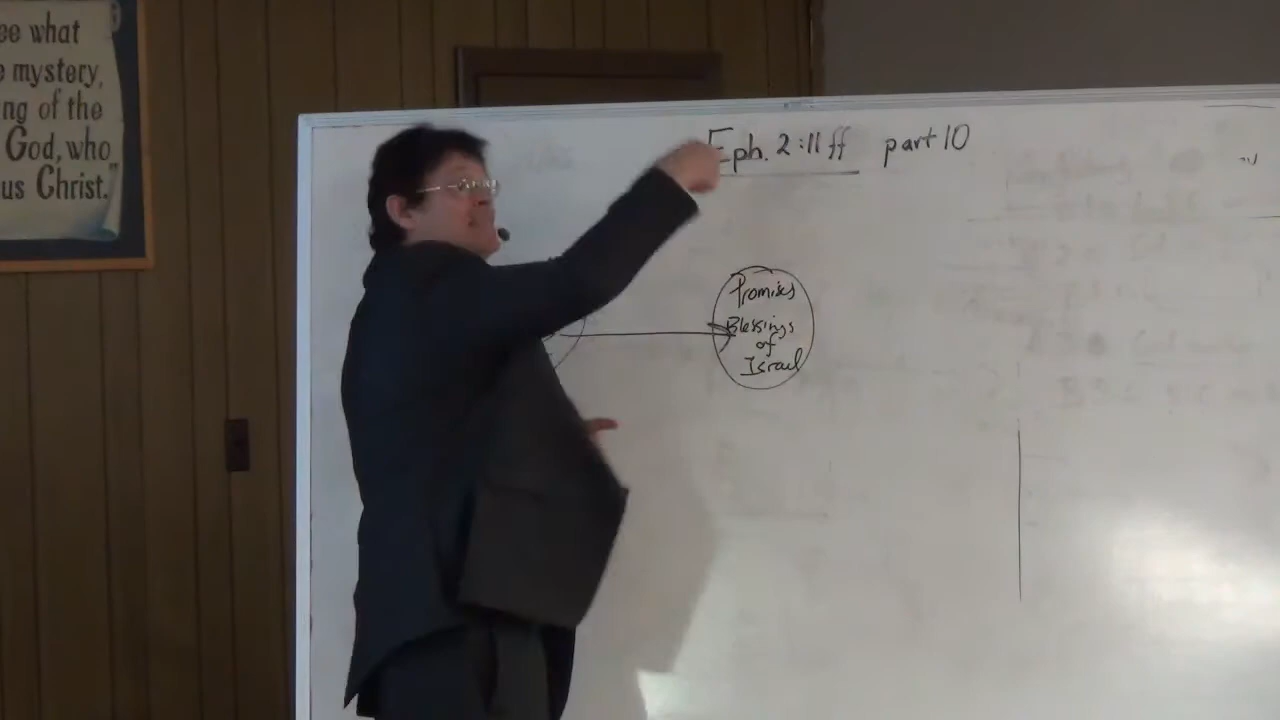 ee what
e mystery,
ng of the
God, who
us Christ."
Eph. 2:11 ff part 10
Promises
Blessings
of
Israel